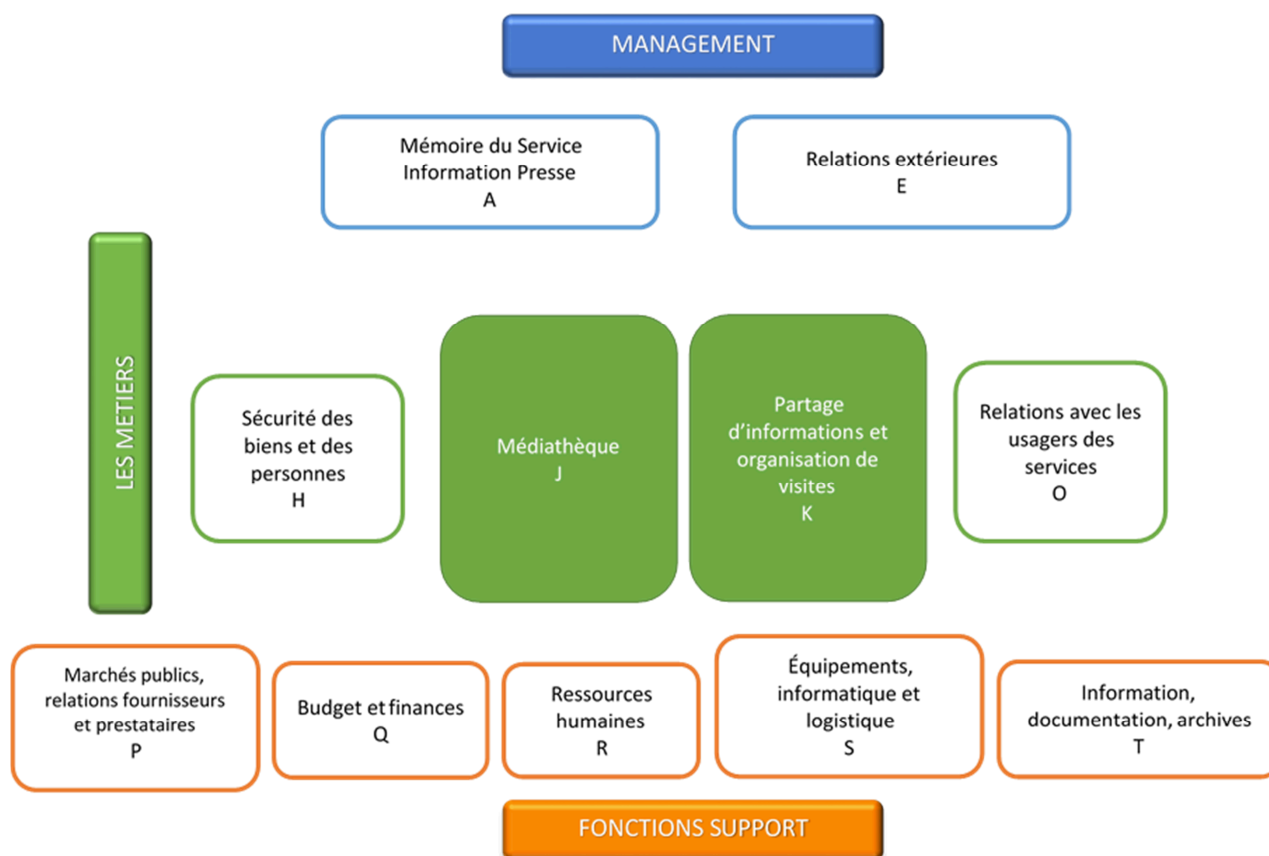 MANAGEMENT
Mémoire du Service
Information Presse
A
Relations extérieures
E
LES METIERS
Sécurité des
biens et des
personnes
H
Médiathèque
J
Partage
d'informations et
organisation de
visites
K
Relations avec les
usagers des
services
O
Marchés publics,
relations fournisseurs
et prestataires
P
Budget et finances
Q
Ressources
humaines
R
Équipements,
informatique et
logistique
S
Information,
documentation, archives
T
FONCTIONS SUPPORT